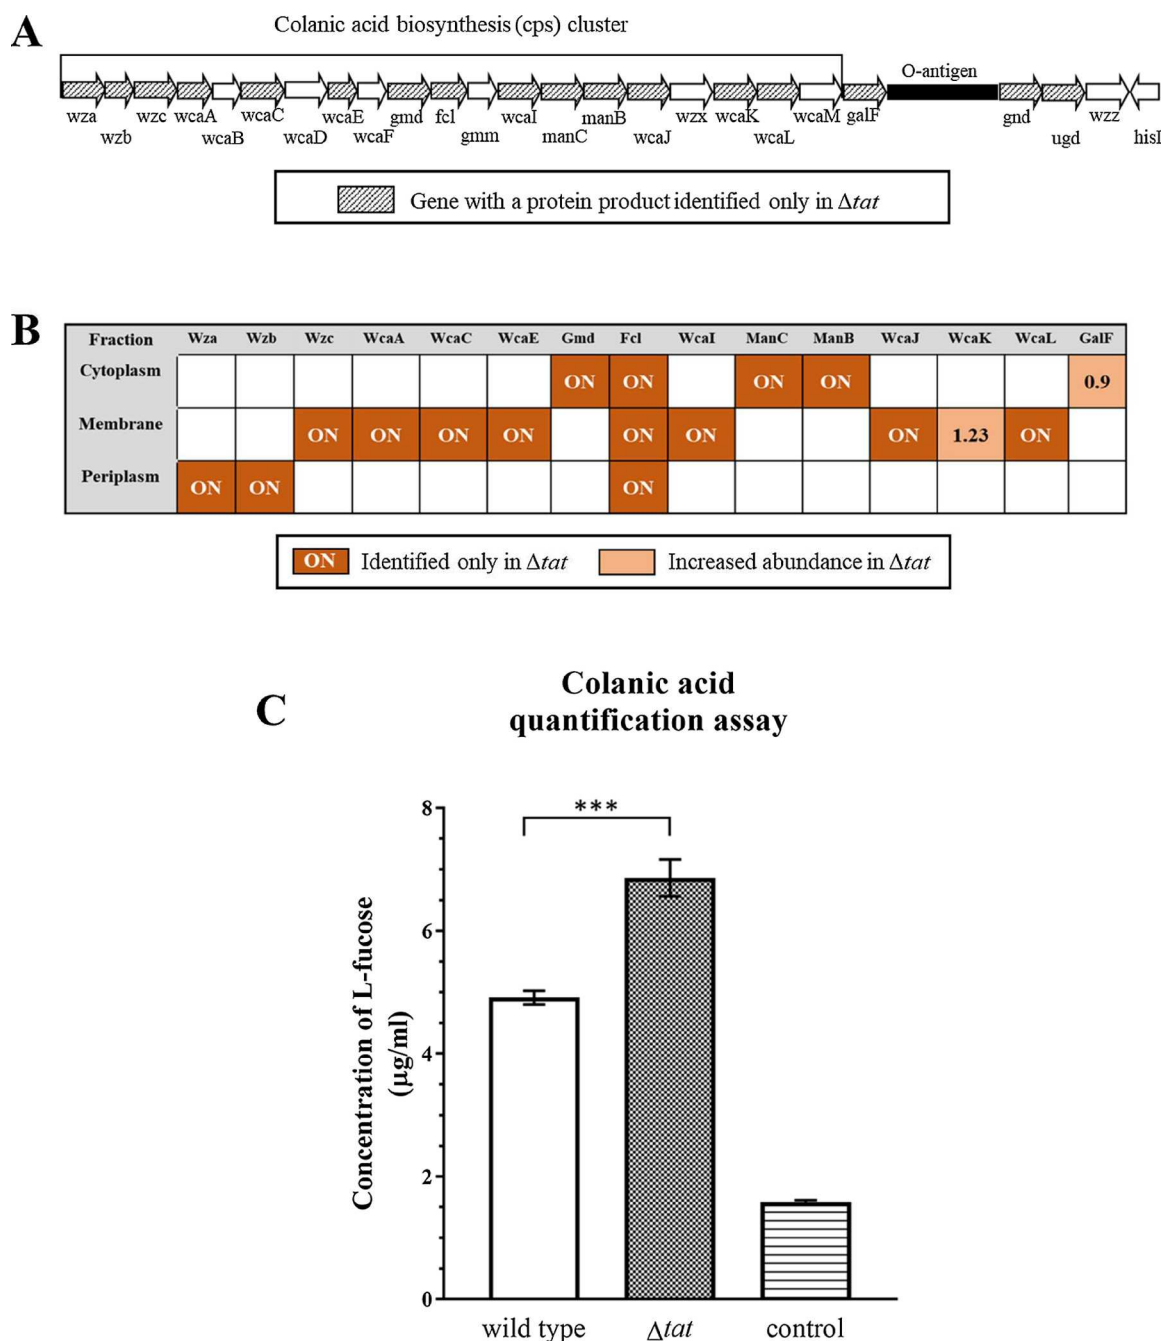 A
Colanic acid biosynthesis (cps) cluster
O-antigen
wza wzc wcaA wcaC wcaE gmd fcl wcaI manB wzx wcaK wcaM galF gnd wzz
wzb wcaB wcaD wcaF gmm manC wcaJ wcaL ugd
Gene with a protein product identified only in Δtat
B
Fraction Wza Wzb Wzc WcaA WcaC WcaE Gmd Fcl WcaI ManC ManB WcaJ WcaK WcaL GalF
Cytoplasm ON ON ON ON 0.9
Membrane ON ON ON ON ON ON ON 1.23 ON
Periplasm ON ON ON
ON Identified only in Δtat Increased abundance in Δtat
C
Colanic acid
quantification assay
***
8
6
4
2
0
Concentration of L-fucose
(µg/ml)
wild type Δtat control